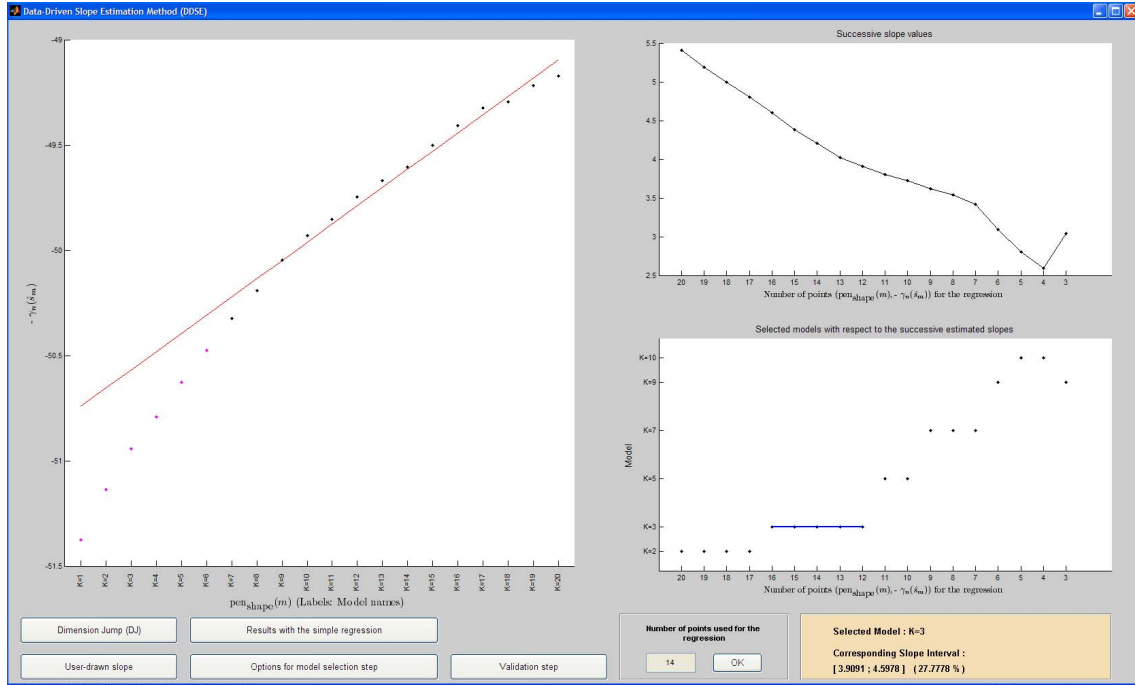 Data-Driven Slope Estimation Method (DDSE)
-49
-49.5
-50
-50.5
-51
-51.5
- γn(ŝm)
K=1 K=2 K=3 K=4 K=5 K=6 K=7 K=8 K=9 K=10 K=11 K=12 K=13 K=14 K=15 K=16 K=17 K=18 K=19 K=20
penshape(m) (Labels: Model names)
Successive slope values
5.5
5
4.5
4
3.5
3
2.5
20 19 18 17 16 15 14 13 12 11 10 9 8 7 6 5 4 3
Number of points (penshape(m), - γn(ŝm)) for the regression
Selected models with respect to the successive estimated slopes
K=10
K=9
K=7
K=5
K=3
K=2
Model
20 19 18 17 16 15 14 13 12 11 10 9 8 7 6 5 4 3
Number of points (penshape(m), - γn(ŝm)) for the regression
Dimension Jump (DJ)
Results with the simple regression
User-drawn slope
Options for model selection step
Validation step
Number of points used for the
regression
14
OK
Selected Model : K=3
Corresponding Slope Interval :
[ 3.9091 ; 4.5978 ] ( 27.7778 % )